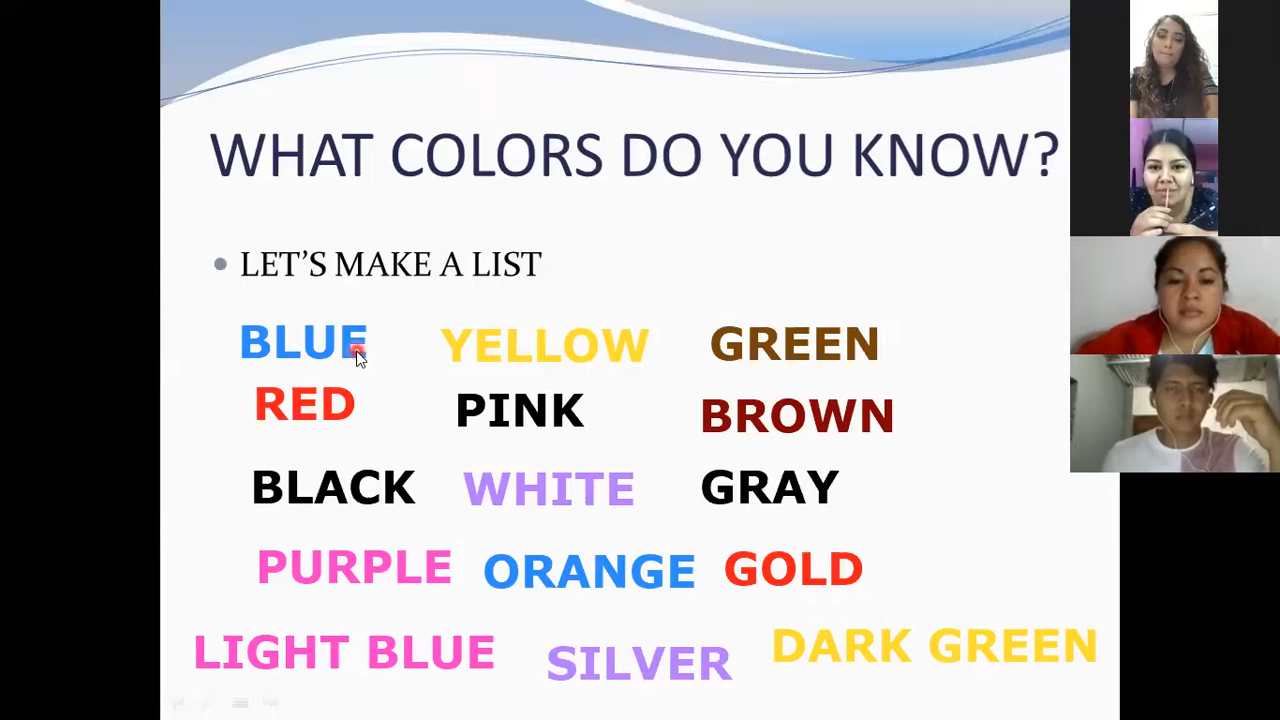 WHAT COLORS DO YOU KNOW?
LET'S MAKE A LIST
BLUE YELLOW GREEN
RED PINK BROWN
BLACK WHITE GRAY
PURPLE ORANGE GOLD
LIGHT BLUE SILVER DARK GREEN